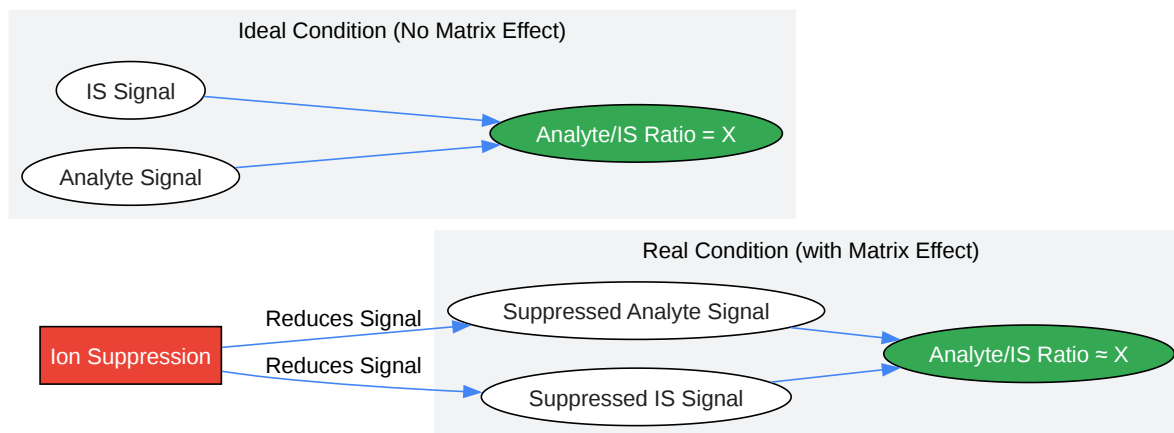 Ideal Condition (No Matrix Effect)
IS Signal
Analyte Signal
Analyte/IS Ratio = X
Real Condition (with Matrix Effect)
Ion Suppression
Reduces Signal
Reduces Signal
Suppressed Analyte Signal
Suppressed IS Signal
Analyte/IS Ratio ≈ X